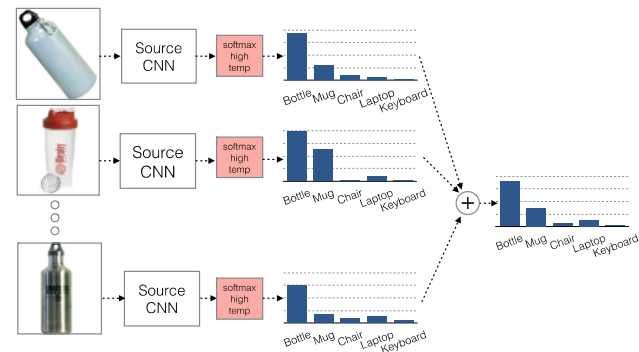 Source
CNN
softmax
high
temp
Bottle
Mug
Chair
Laptop
Keyboard
Source
CNN
softmax
high
temp
Bottle
Mug
Chair
Laptop
Keyboard
+
Bottle
Mug
Chair
Laptop
Keyboard
Source
CNN
softmax
high
temp
Bottle
Mug
Chair
Laptop
Keyboard